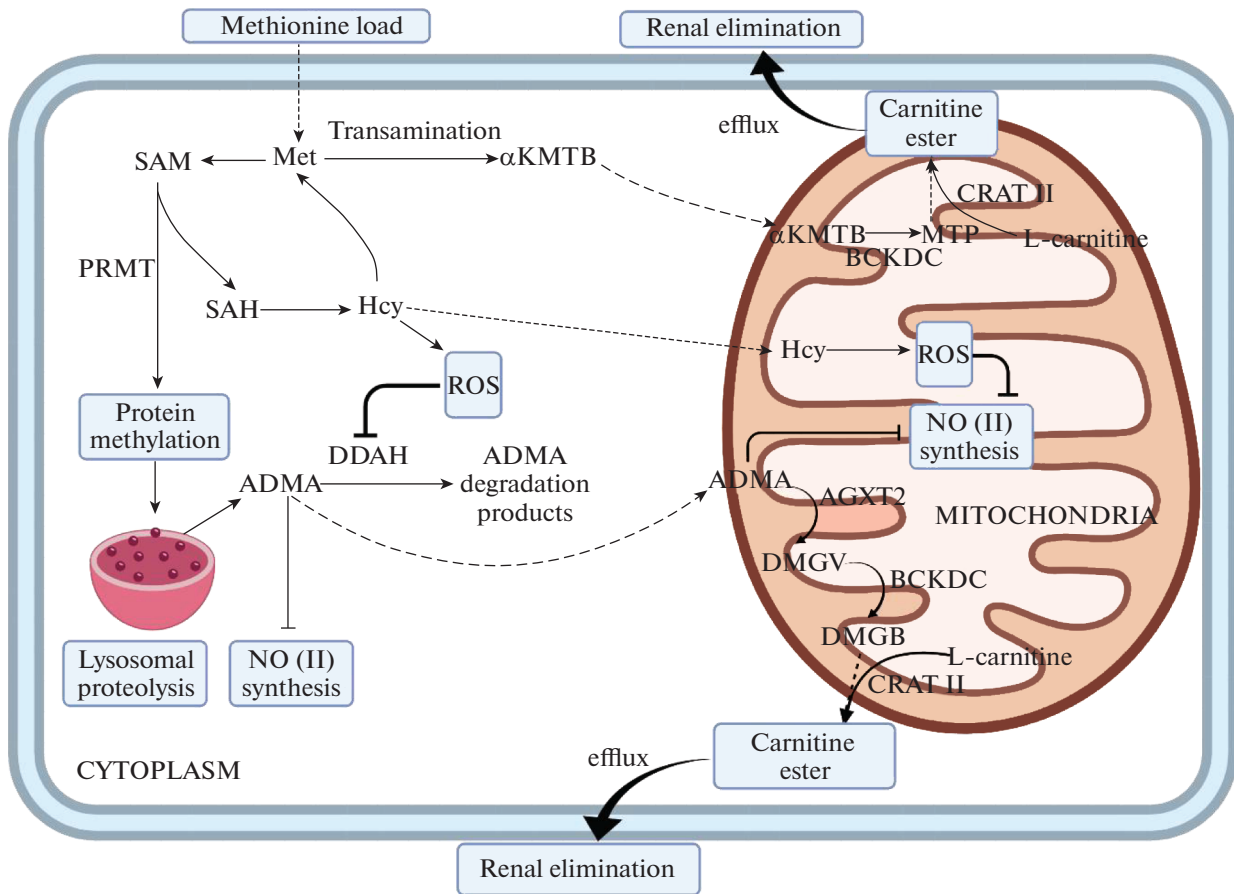 Methionine load
Renal elimination
Carnitine
ester
efflux
Transamination
SAM
Met
αKMTB
CRAT II
αKMTB
MTP
L-carnitine
BCKDC
PRMT
SAH
Hcy
Hcy
ROS
ROS
Protein
methylation
NO (II)
synthesis
DDAH
ADMA
ADMA
degradation
products
ADMA
AGXT2
MITOCHONDRIA
DMGV
BCKDC
DMGB
L-carnitine
CRAT II
Lysosomal
proteolysis
NO (II)
synthesis
Carnitine
ester
efflux
CYTOPLASM
Renal elimination